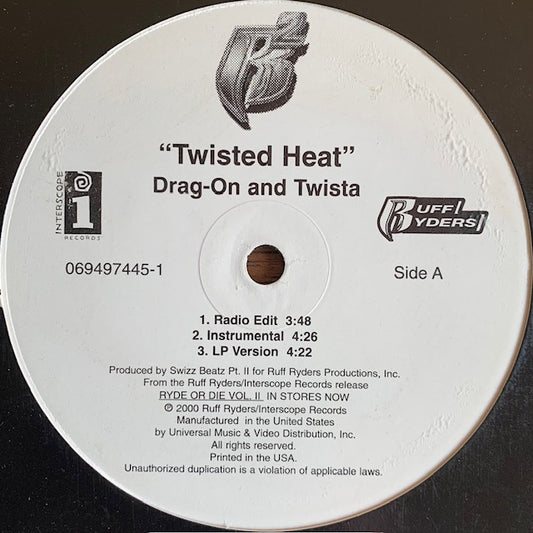 R2
“Twisted Heat”
Drag-On and Twista
INTERSCOPE
1
RECORDS
RUFF
RYDERS
069497445-1
Side A
1. Radio Edit 3:48
2. Instrumental 4:26
3. LP Version 4:22
Produced by Swizz Beatz Pt. II for Ruff Ryders Productions, Inc.
From the Ruff Ryders/Interscope Records release
RYDE OR DIE VOL. II IN STORES NOW
℗ 2000 Ruff Ryders/Interscope Records
Manufactured in the United States
by Universal Music & Video Distribution, Inc.
All rights reserved.
Printed in the USA.
Unauthorized duplication is a violation of applicable laws.